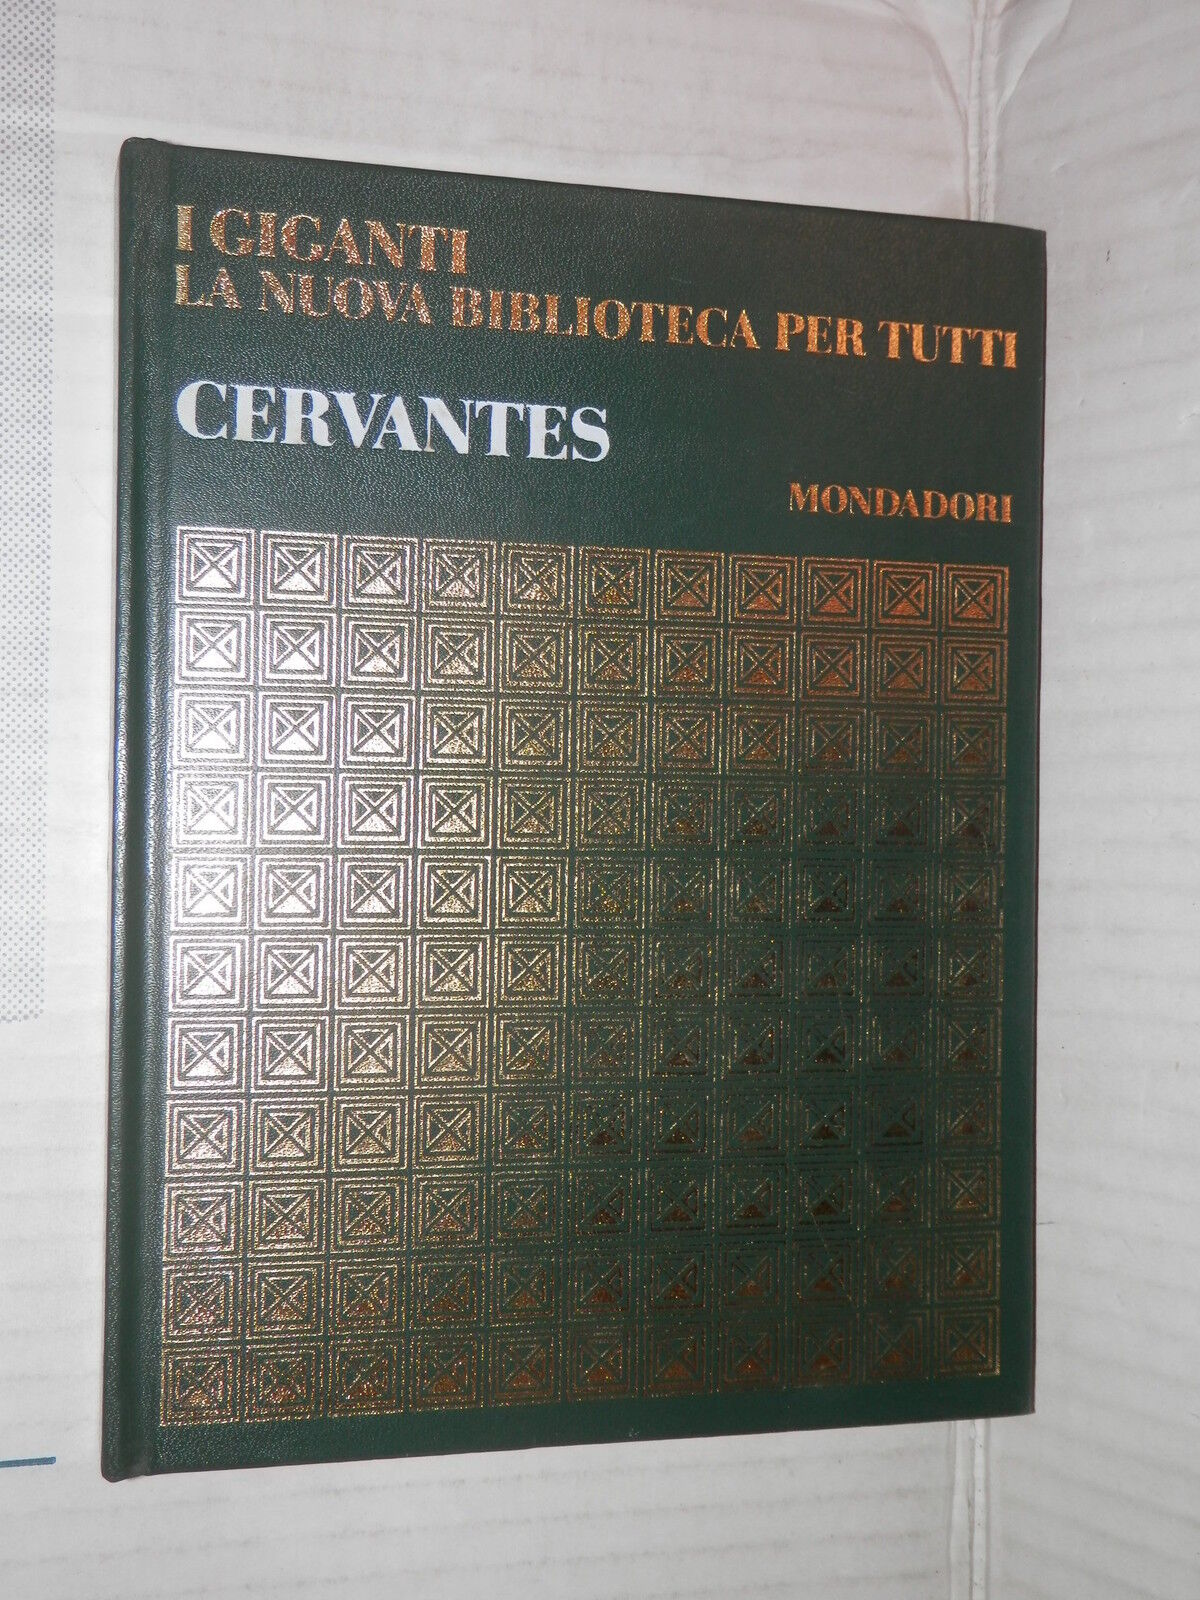 I GIGANTI
LA NUOVA BIBLIOTECA PER TUTTI
CERVANTES
MONDADORI